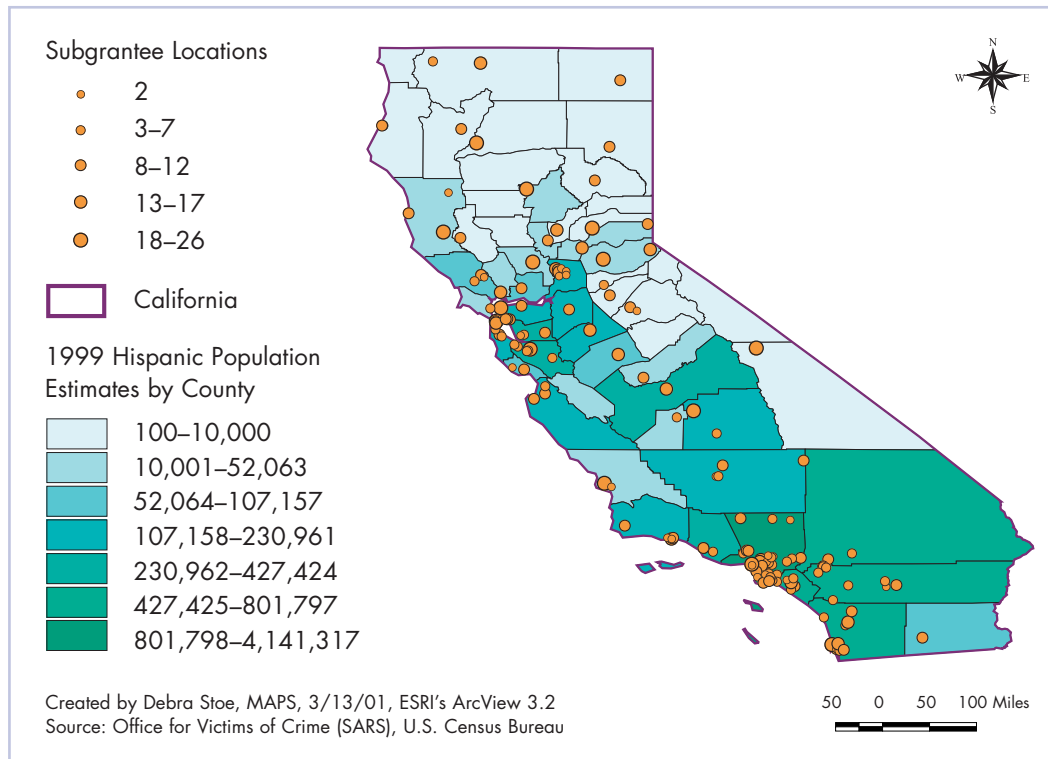 Subgrantee Locations
2
3–7
8–12
13–17
18–26
California
1999 Hispanic Population
Estimates by County
100–10,000
10,001–52,063
52,064–107,157
107,158–230,961
230,962–427,424
427,425–801,797
801,798–4,141,317
Created by Debra Stoe, MAPS, 3/13/01, ESRI's ArcView 3.2
Source: Office for Victims of Crime (SARS), U.S. Census Bureau
N
W E
S
50 0 50 100 Miles